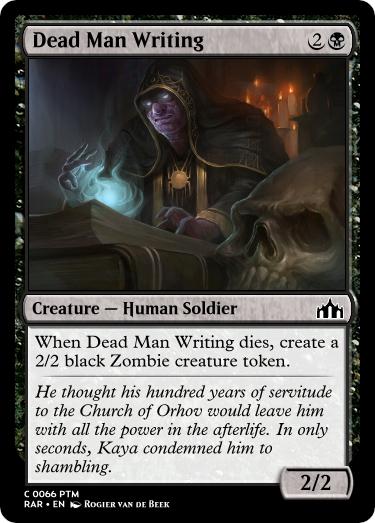 Dead Man Writing 2
Creature — Human Soldier
When Dead Man Writing dies, create a
2/2 black Zombie creature token.
He thought his hundred years of servitude
to the Church of Orhov would leave him
with all the power in the afterlife. In only
seconds, Kaya condemned him to
shambling.
2/2
C 0066 PTM
RAR • EN Rogier van de Beek